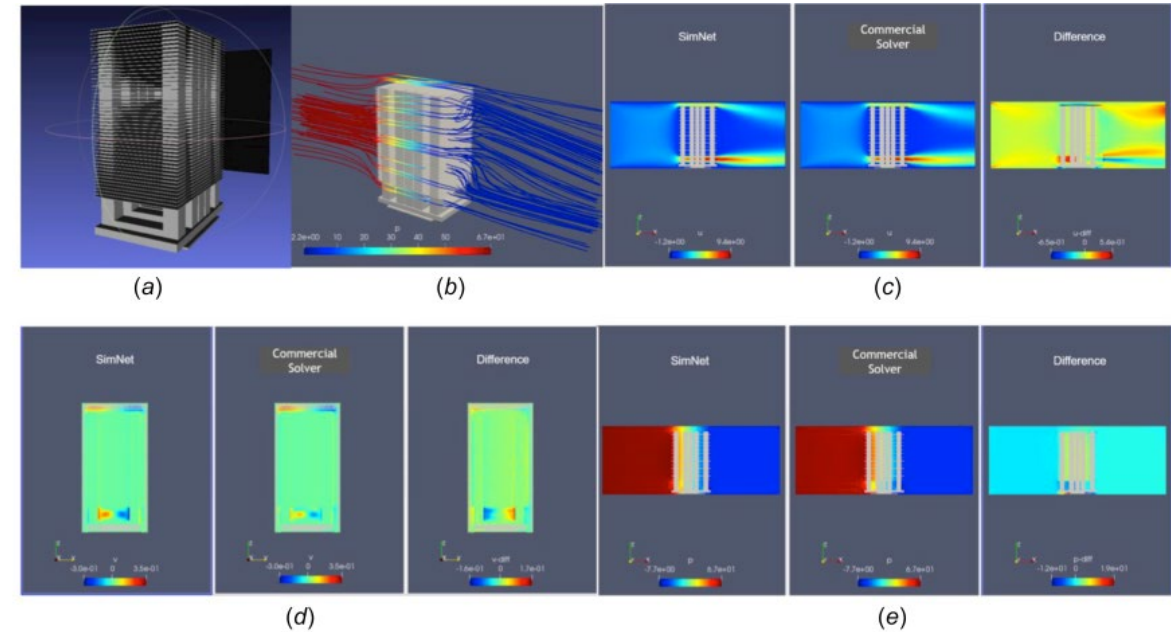 SimNet
Commercial
Solver
Difference
p
2.2e+00 10 20 30 40 50 6.7e+01
u
-1.2e+00 9.4e+00
u
-1.2e+00 9.4e+00
u-diff
-6.5e-01 0 5.4e-01
(a)
(b)
(c)
SimNet
Commercial
Solver
Difference
SimNet
Commercial
Solver
Difference
v
-3.0e-01 0 3.5e-01
v
-3.0e-01 0 3.5e-01
v-diff
-1.6e-01 0 1.7e-01
p
-7.7e+00 6.7e+01
p
-7.7e+00 6.7e+01
p-diff
-1.2e+01 0 1.9e+01
(d)
(e)